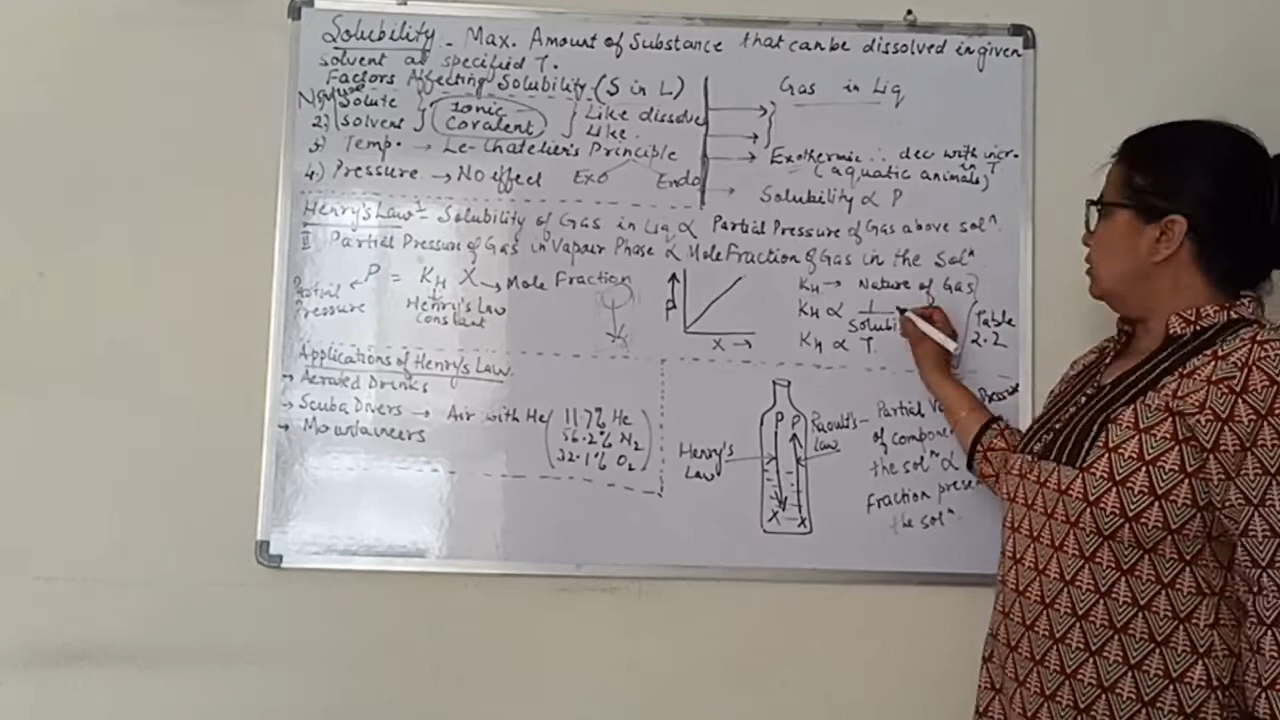 Solubility - Max. Amount of Substance that can be dissolved in given
solvent at specified T.
Factors Affecting Solubility (S in L)
Gas in Liq
Nature
Solute
2) Solvent
Ionic
Covalent
Like dissolve
Like.
3) Temp. → Le-Chatelier's Principle
Exo Endo
Exothermic ∴ dec with incr.
in T
(aquatic animals)
4.) Pressure → No effect
Solubility ∝ P
Henry's Law I - Solubility of Gas in Liq ∝ Partial Pressure of Gas above solⁿ.
II Partial Pressure of Gas in Vapour Phase ∝ Mole Fraction of Gas in the Solⁿ
P = K_H X → Mole Fraction
Partial
Pressure
Henry's Law
Constant
P
X →
K_H → Nature of Gas
K_H ∝ 1
Solubi
K_H ∝ T.
Table
2.2
Applications of Henry's Law.
→ Aerated Drinks
→ Scuba Divers → Air with He
→ Mountaineers
11.7% He
56.2% N₂
32.1% O₂
Henry's
Law
P P
X X
Raoult's
Law
Partial Va Pressure
of compone
the solⁿ ∝
Fraction prese
the solⁿ.